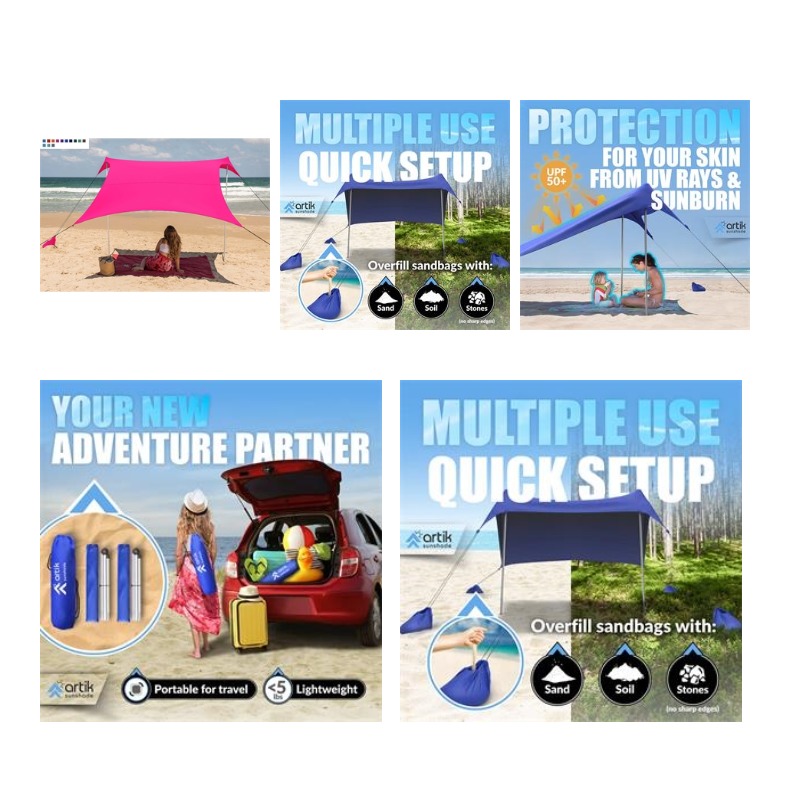 MULTIPLE USE
QUICK SETUP
artik
sunshade
Overfill sandbags with:
Sand
Soil
Stones
(no sharp edges)
PROTECTION
FOR YOUR SKIN
FROM UV RAYS &
SUNBURN
UPF
50+
artik
sunshade
YOUR NEW
ADVENTURE PARTNER
artik
artik
sunshade
Portable for travel
<5
lbs
Lightweight
MULTIPLE USE
QUICK SETUP
artik
sunshade
Overfill sandbags with:
Sand
Soil
Stones
(no sharp edges)